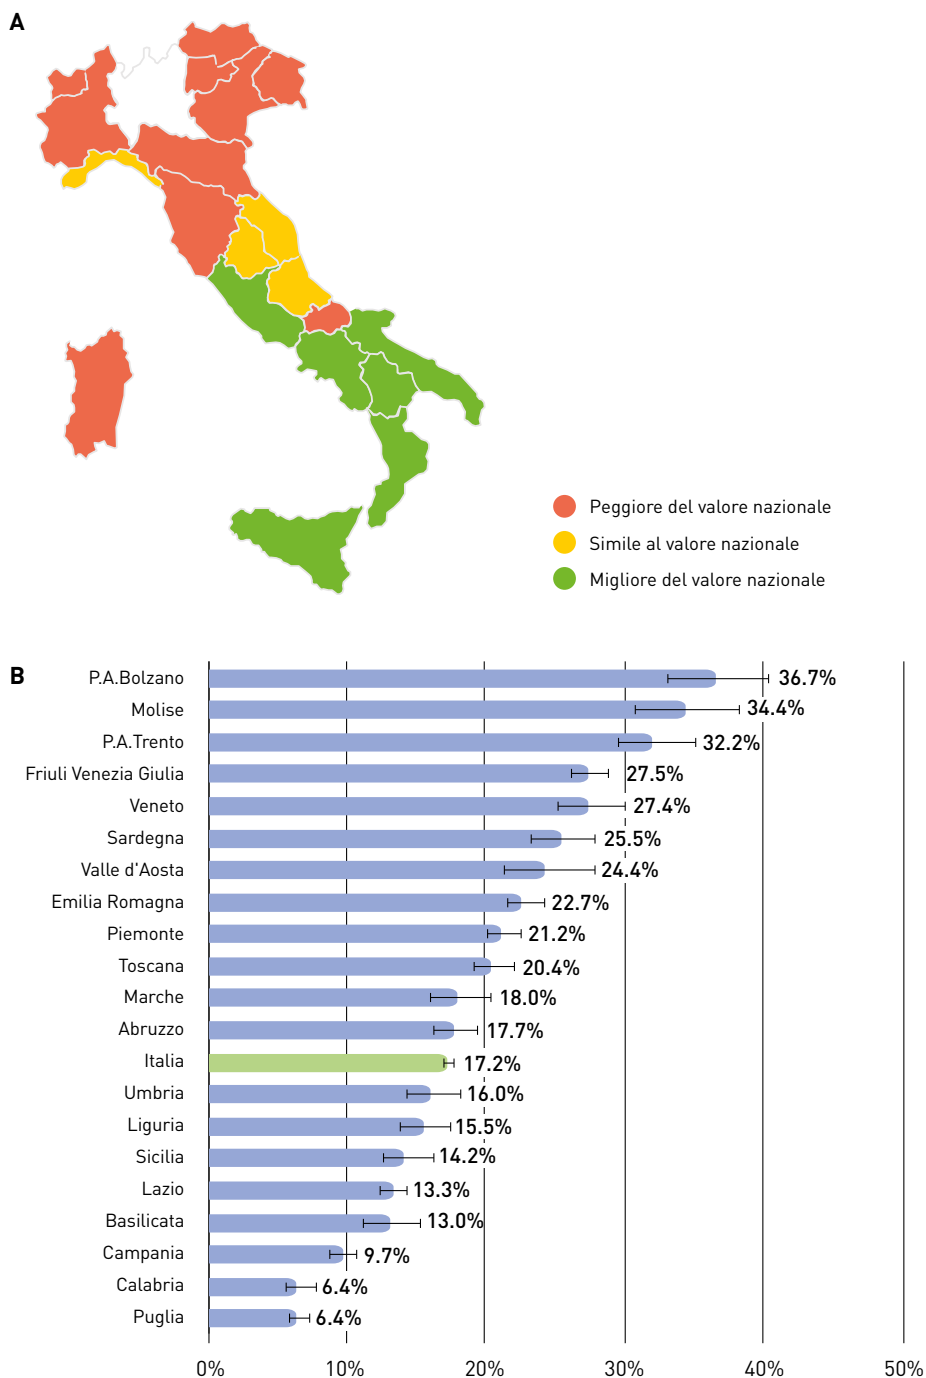 A
Peggiore del valore nazionale
Simile al valore nazionale
Migliore del valore nazionale
B
P.A.Bolzano 36.7%
Molise 34.4%
P.A.Trento 32.2%
Friuli Venezia Giulia 27.5%
Veneto 27.4%
Sardegna 25.5%
Valle d'Aosta 24.4%
Emilia Romagna 22.7%
Piemonte 21.2%
Toscana 20.4%
Marche 18.0%
Abruzzo 17.7%
Italia 17.2%
Umbria 16.0%
Liguria 15.5%
Sicilia 14.2%
Lazio 13.3%
Basilicata 13.0%
Campania 9.7%
Calabria 6.4%
Puglia 6.4%
0% 10% 20% 30% 40% 50%